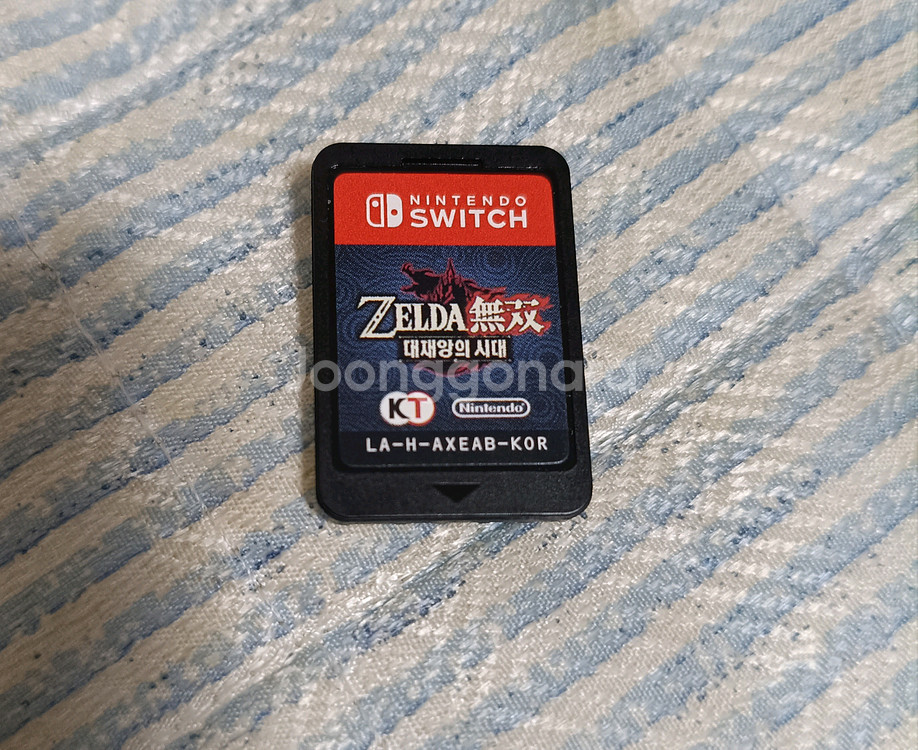 NINTENDO
SWITCH
ZELDA無双
대재앙의 시대
Joonggonara
KT
Nintendo
LA-H-AXEAB-KOR